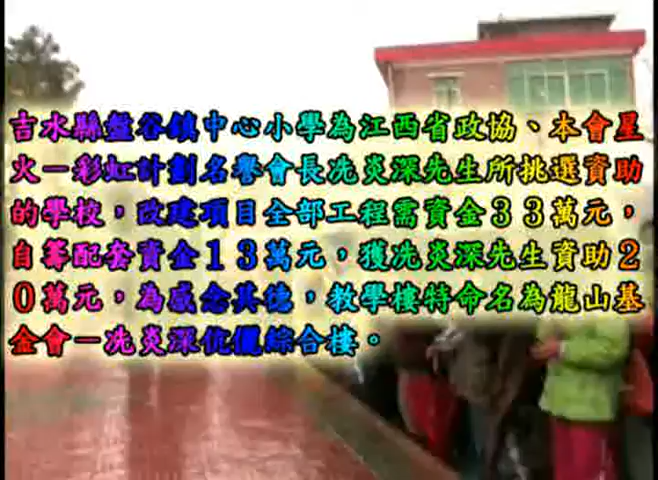 吉水縣盤谷鎮中心小學為江西省政協、本會星
火－彩虹計劃名譽會長冼炎深先生所挑選資助
的學校，改建項目全部工程需資金３３萬元，
自籌配套資金１３萬元，獲冼炎深先生資助２
０萬元，為感念其德，教學樓特命名為龍山基
金會－冼炎深伉儷綜合樓。